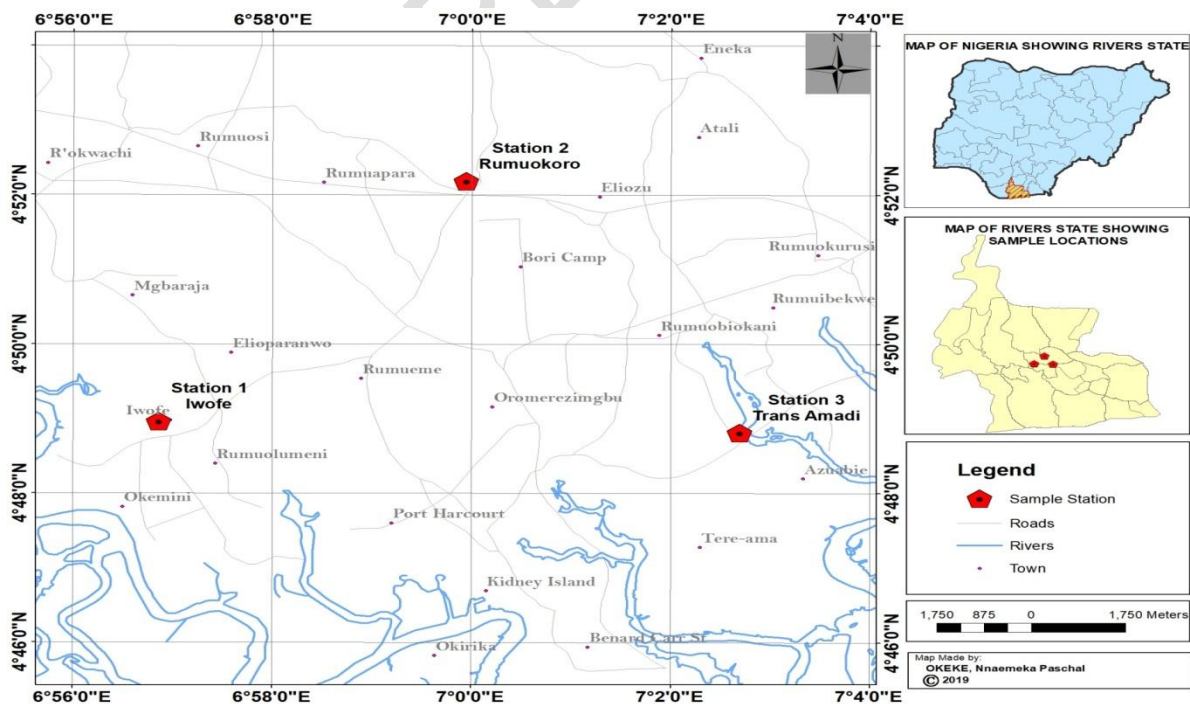 6°56'0"E
6°58'0"E
7°0'0"E
7°2'0"E
7°4'0"E
N
Eneka
Atali
Rumuosi
R'okwachi
Rumuapara
Station 2
Rumuokoro
Eliozu
4°52'0"N
4°52'0"N
Bori Camp
Rumuokurusi
Mgbaraja
Rumuibekwe
Rumuobiokani
4°50'0"N
4°50'0"N
Elioparanwo
Rumueme
Station 1
Iwofe
Iwofe
Oromerezimgbu
Station 3
Trans Amadi
Rumuolumeni
Azuabie
4°48'0"N
4°48'0"N
Okemini
Port Harcourt
Tere-ama
Kidney Island
Benard Carr St
Okirika
4°46'0"N
4°46'0"N
6°56'0"E
6°58'0"E
7°0'0"E
7°2'0"E
7°4'0"E
MAP OF NIGERIA SHOWING RIVERS STATE
MAP OF RIVERS STATE SHOWING
SAMPLE LOCATIONS
Legend
Sample Station
Roads
Rivers
Town
1,750 875 0 1,750 Meters
Map Made by:
OKEKE, Nnaemeka Paschal
© 2019